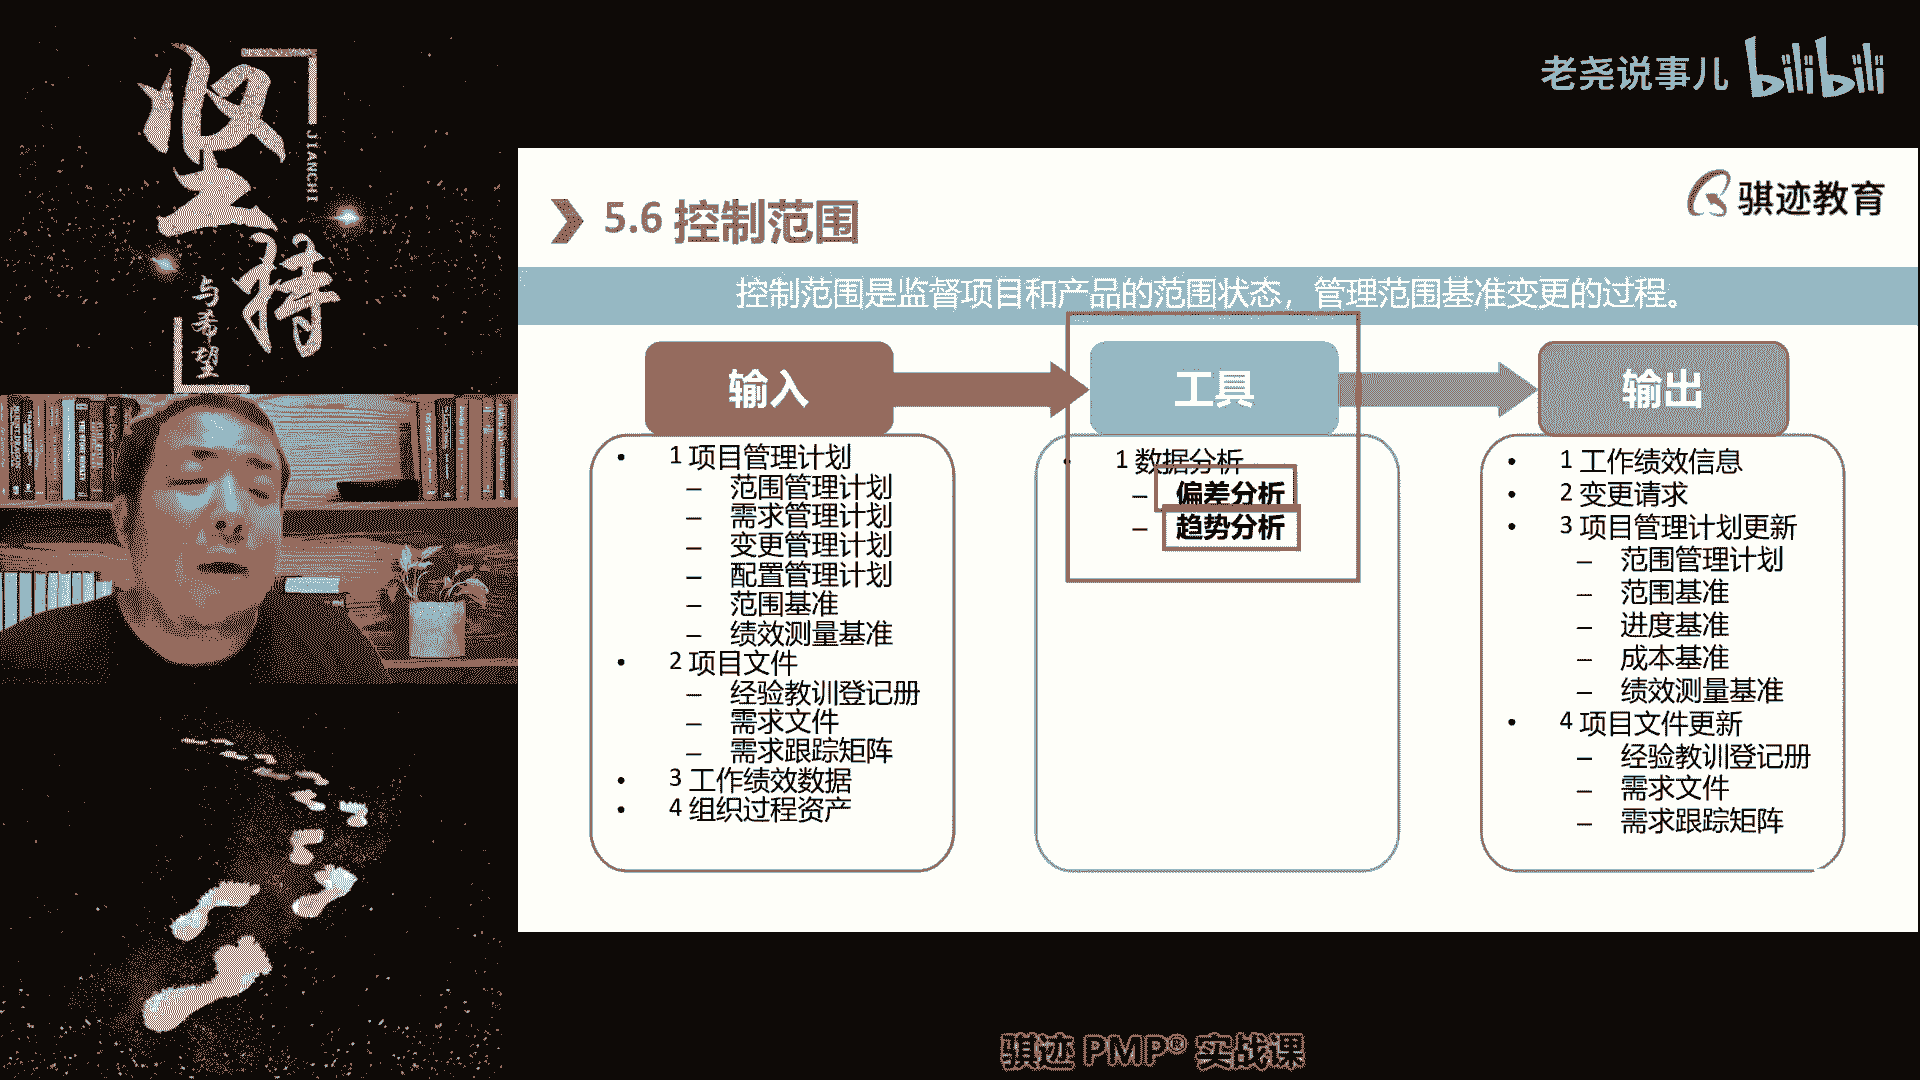 坚持
JIANCHI
与希望
老尧说事儿 bilibili
骐迹教育
5.6 控制范围
控制范围是监督项目和产品的范围状态，管理范围基准变更的过程。
输入
• 1 项目管理计划
– 范围管理计划
– 需求管理计划
– 变更管理计划
– 配置管理计划
– 范围基准
– 绩效测量基准
• 2 项目文件
– 经验教训登记册
– 需求文件
– 需求跟踪矩阵
• 3 工作绩效数据
• 4 组织过程资产
工具
• 1 数据分析
– 偏差分析
– 趋势分析
输出
• 1 工作绩效信息
• 2 变更请求
• 3 项目管理计划更新
– 范围管理计划
– 范围基准
– 进度基准
– 成本基准
– 绩效测量基准
• 4 项目文件更新
– 经验教训登记册
– 需求文件
– 需求跟踪矩阵
骐迹 PMP® 实战课